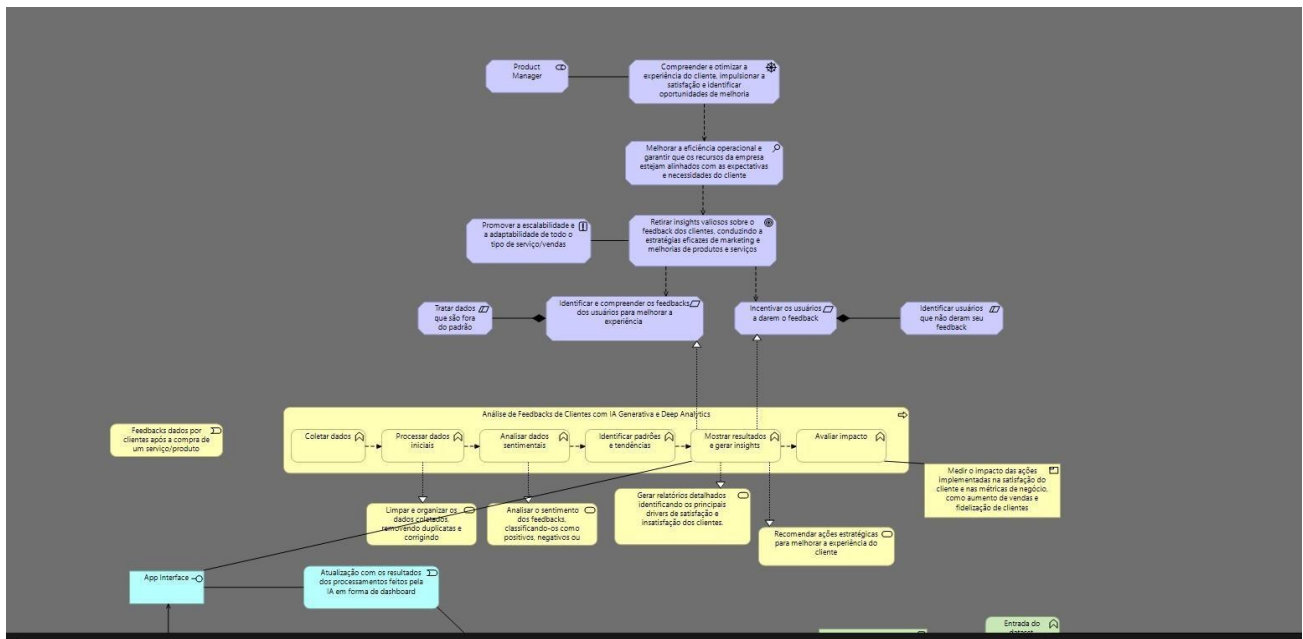 Product
Manager
Compreender e otimizar a
experiência do cliente, impulsionar a
satisfação e identificar
oportunidades de melhoria
Melhorar a eficiência operacional e
garantir que os recursos da empresa
estejam alinhados com as expectativas
e necessidades do cliente
Promover a escalabilidade e
a adaptabilidade de todo o
tipo de serviço/vendas
Retirar insights valiosos sobre o
feedback dos clientes, conduzindo a
estratégias eficazes de marketing e
melhorias de produtos e serviços
Tratar dados
que são fora
do padrão
Identificar e compreender os feedbacks
dos usuários para melhorar a
experiência
Incentivar os usuários
a darem o feedback
Identificar usuários
que não deram seu
feedback
Feedbacks dados por
clientes após a compra de
um serviço/produto
Análise de Feedbacks de Clientes com IA Generativa e Deep Analytics
Coletar dados
Processar dados
iniciais
Analisar dados
sentimentais
Identificar padrões
e tendências
Mostrar resultados
e gerar insights
Avaliar impacto
Limpar e organizar os
dados coletados,
removendo duplicatas e
corrigindo
Analisar o sentimento
dos feedbacks,
classificando-os como
positivos, negativos ou
Gerar relatórios detalhados
identificando os principais
drivers de satisfação e
insatisfação dos clientes.
Recomendar ações estratégicas
para melhorar a experiência do
cliente
Medir o impacto das ações
implementadas na satisfação do
cliente e nas métricas de negócio,
como aumento de vendas e
fidelização de clientes
App Interface
Atualização com os resultados
dos processamentos feitos pela
IA em forma de dashboard
Entrada do
dataset